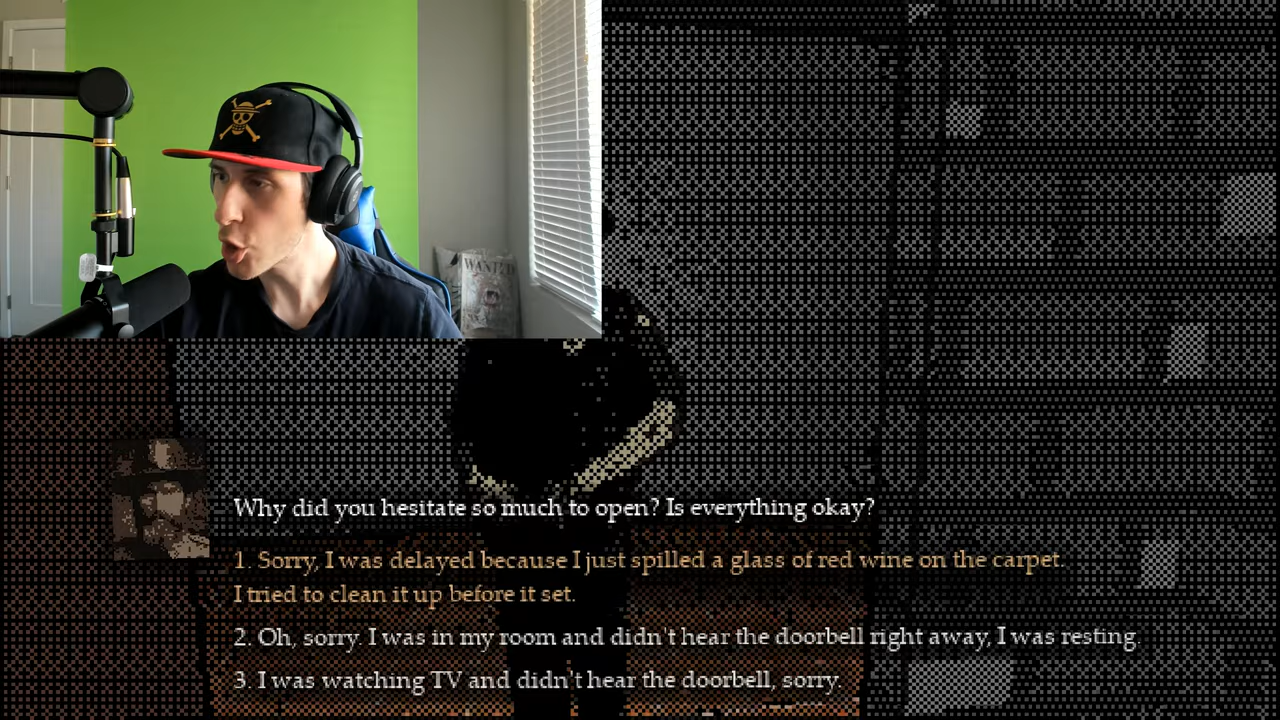 WANTED
Why did you hesitate so much to open? Is everything okay?
1. Sorry, I was delayed because I just spilled a glass of red wine on the carpet.
I tried to clean it up before it set.
2. Oh, sorry. I was in my room and didn't hear the doorbell right away, I was resting.
3. I was watching TV and didn't hear the doorbell, sorry.